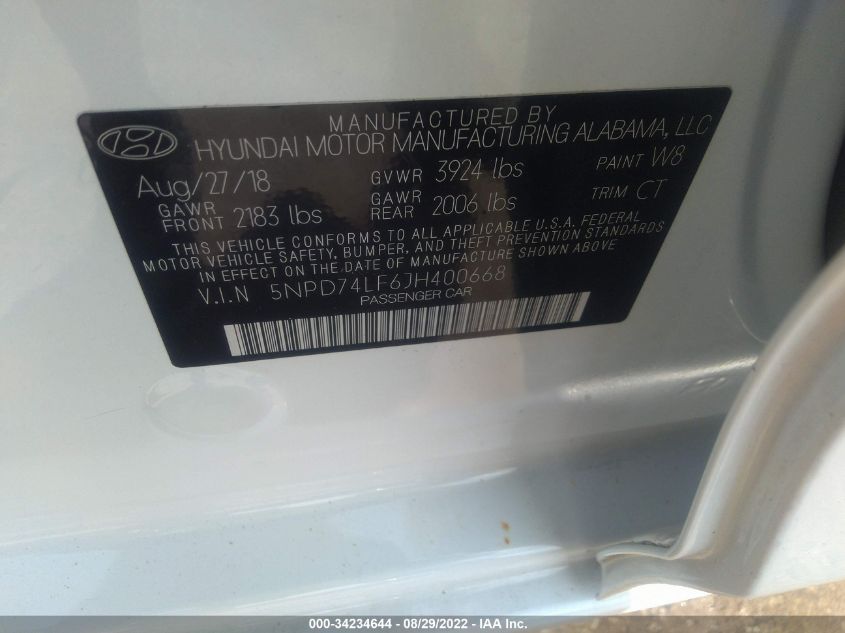 MANUFACTURED BY
HYUNDAI MOTOR MANUFACTURING ALABAMA, LLC
Aug/27/18 GVWR 3924 lbs PAINT W8
GAWR FRONT 2183 lbs GAWR REAR 2006 lbs TRIM CT
THIS VEHICLE CONFORMS TO ALL APPLICABLE U.S.A. FEDERAL
MOTOR VEHICLE SAFETY, BUMPER, AND THEFT PREVENTION STANDARDS
IN EFFECT ON THE DATE OF MANUFACTURE SHOWN ABOVE
V.I.N 5NPD74LF6JH400668
PASSENGER CAR
000-34234644 - 08/29/2022 - IAA Inc.